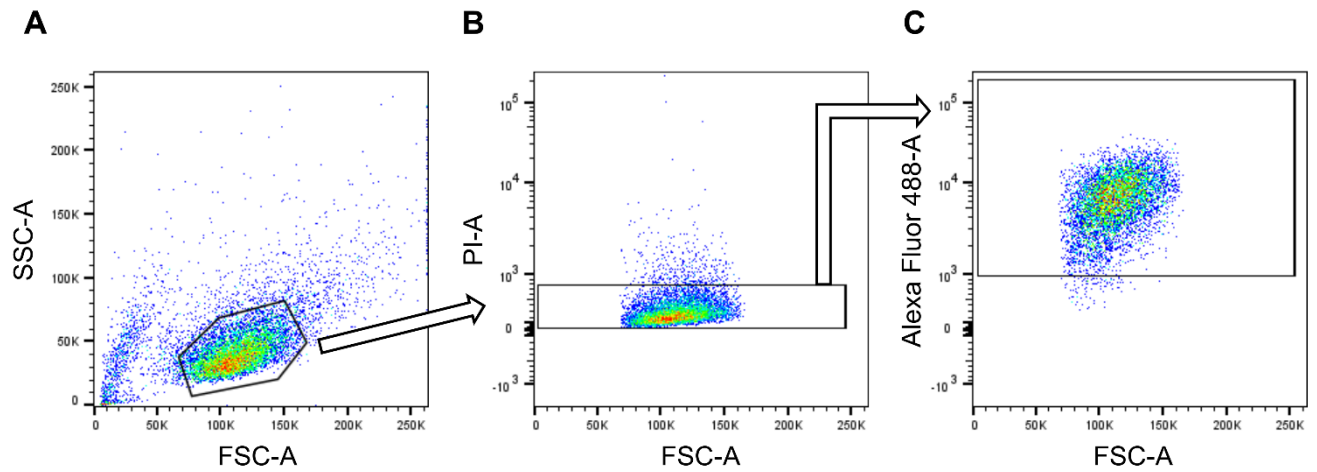 A
B
C
SSC-A
250K
200K
150K
100K
50K
0
0 50K 100K 150K 200K 250K
FSC-A
PI-A
10^5
10^4
10^3
0
-10^3
0 50K 100K 150K 200K 250K
FSC-A
Alexa Fluor 488-A
10^5
10^4
10^3
0
-10^3
0 50K 100K 150K 200K 250K
FSC-A